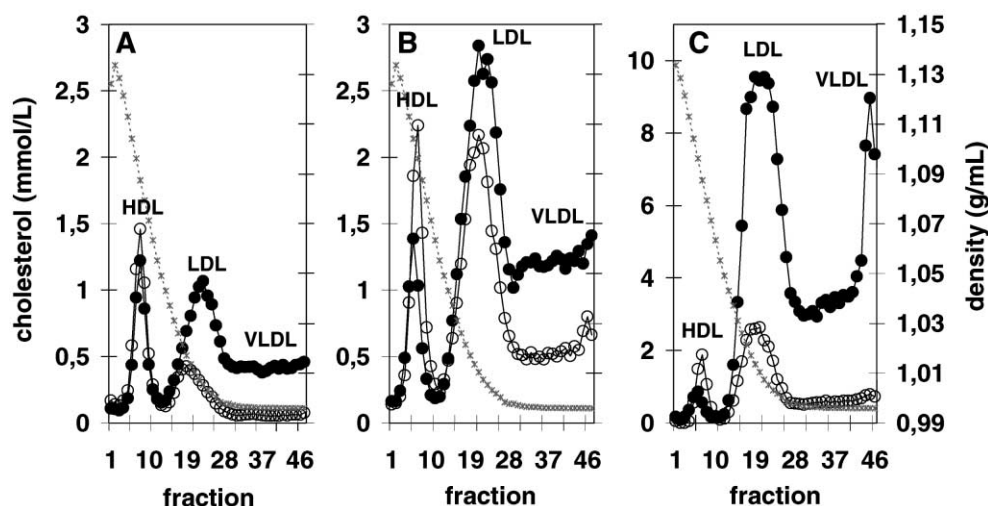 A
B
C
3
2,5
2
1,5
1
0,5
0
cholesterol (mmol/L)
HDL
LDL
VLDL
1 10 19 28 37 46
fraction
3
2,5
2
1,5
1
0,5
0
HDL
LDL
VLDL
1 10 19 28 37 46
fraction
10
8
6
4
2
0
HDL
LDL
VLDL
1 10 19 28 37 46
fraction
1,15
1,13
1,11
1,09
1,07
1,05
1,03
1,01
0,99
density (g/mL)